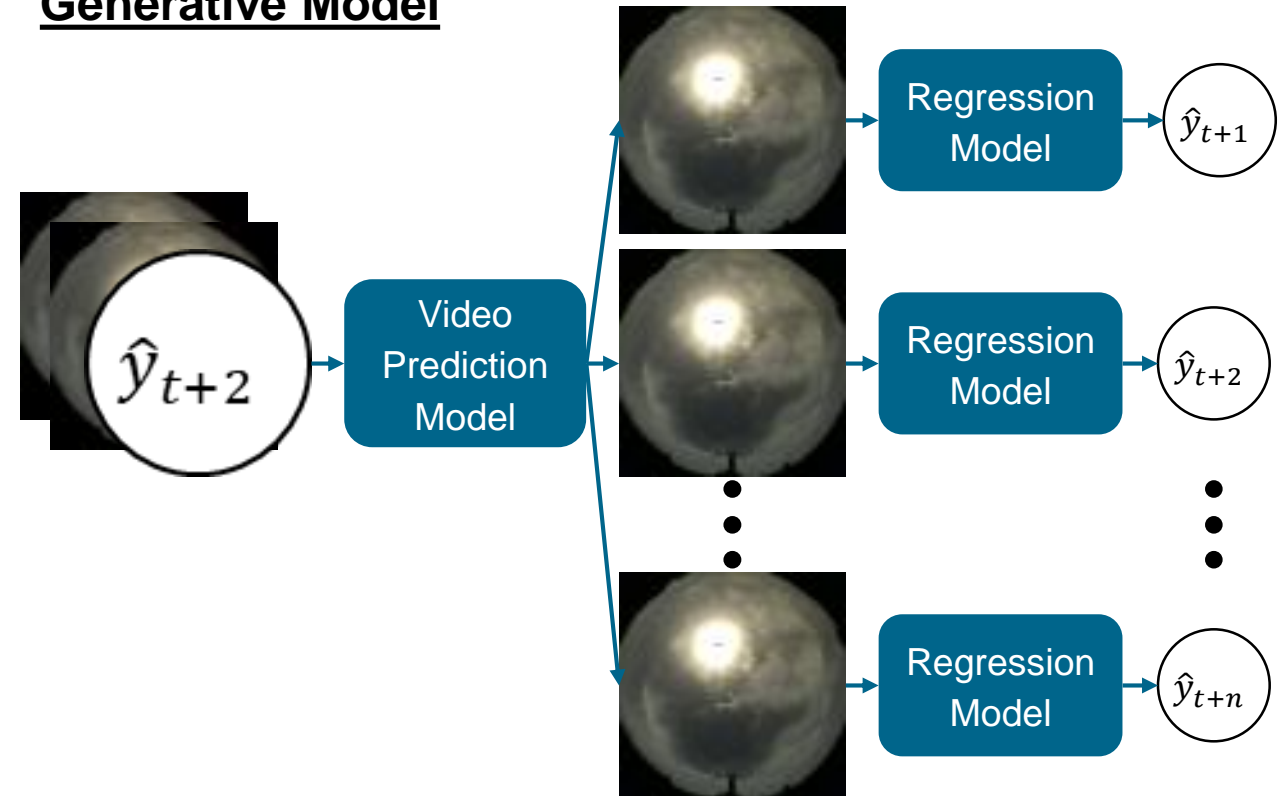 Generative Model
Regression
Model
ŷt+1
Video
Prediction
Model
ŷt+2
Regression
Model
ŷt+2
Regression
Model
ŷt+n